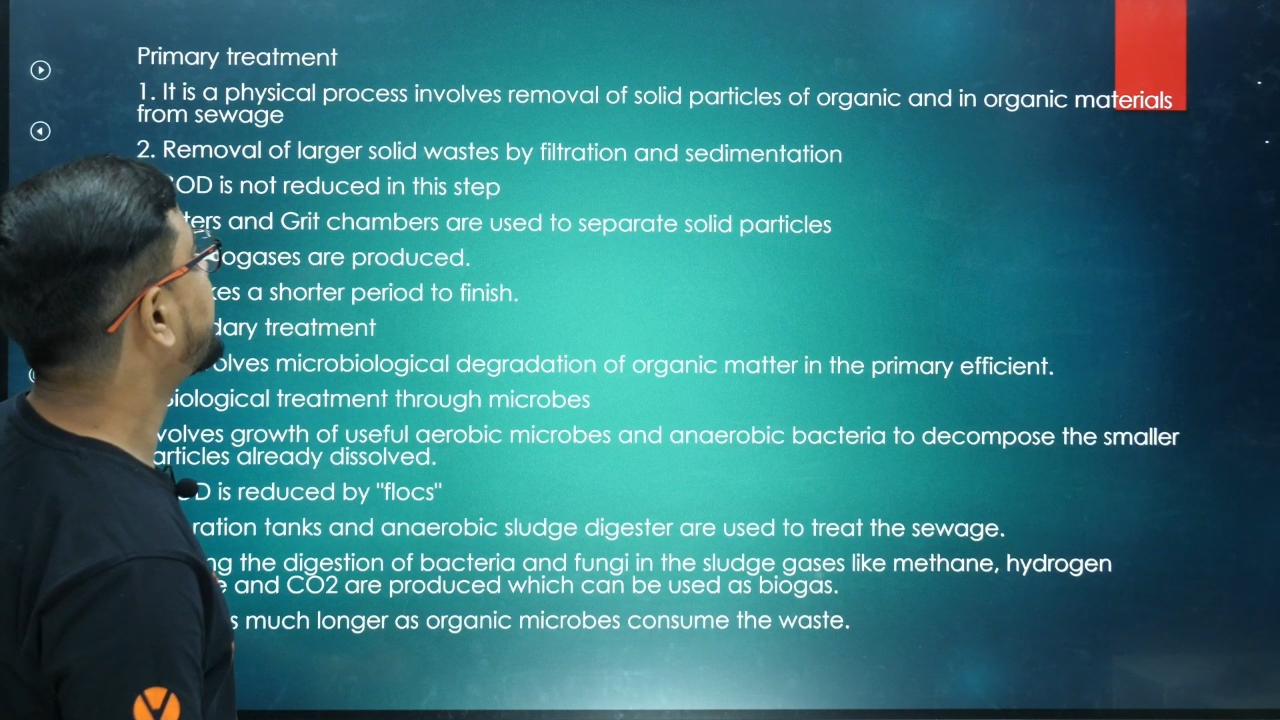 Primary treatment
1. It is a physical process involves removal of solid particles of organic and in organic materials
from sewage
2. Removal of larger solid wastes by filtration and sedimentation
OD is not reduced in this step
ters and Grit chambers are used to separate solid particles
ogases are produced.
kes a shorter period to finish.
dary treatment
olves microbiological degradation of organic matter in the primary efficient.
Biological treatment through microbes
volves growth of useful aerobic microbes and anaerobic bacteria to decompose the smaller
articles already dissolved.
OD is reduced by "flocs"
ration tanks and anaerobic sludge digester are used to treat the sewage.
ng the digestion of bacteria and fungi in the sludge gases like methane, hydrogen
e and CO2 are produced which can be used as biogas.
s much longer as organic microbes consume the waste.